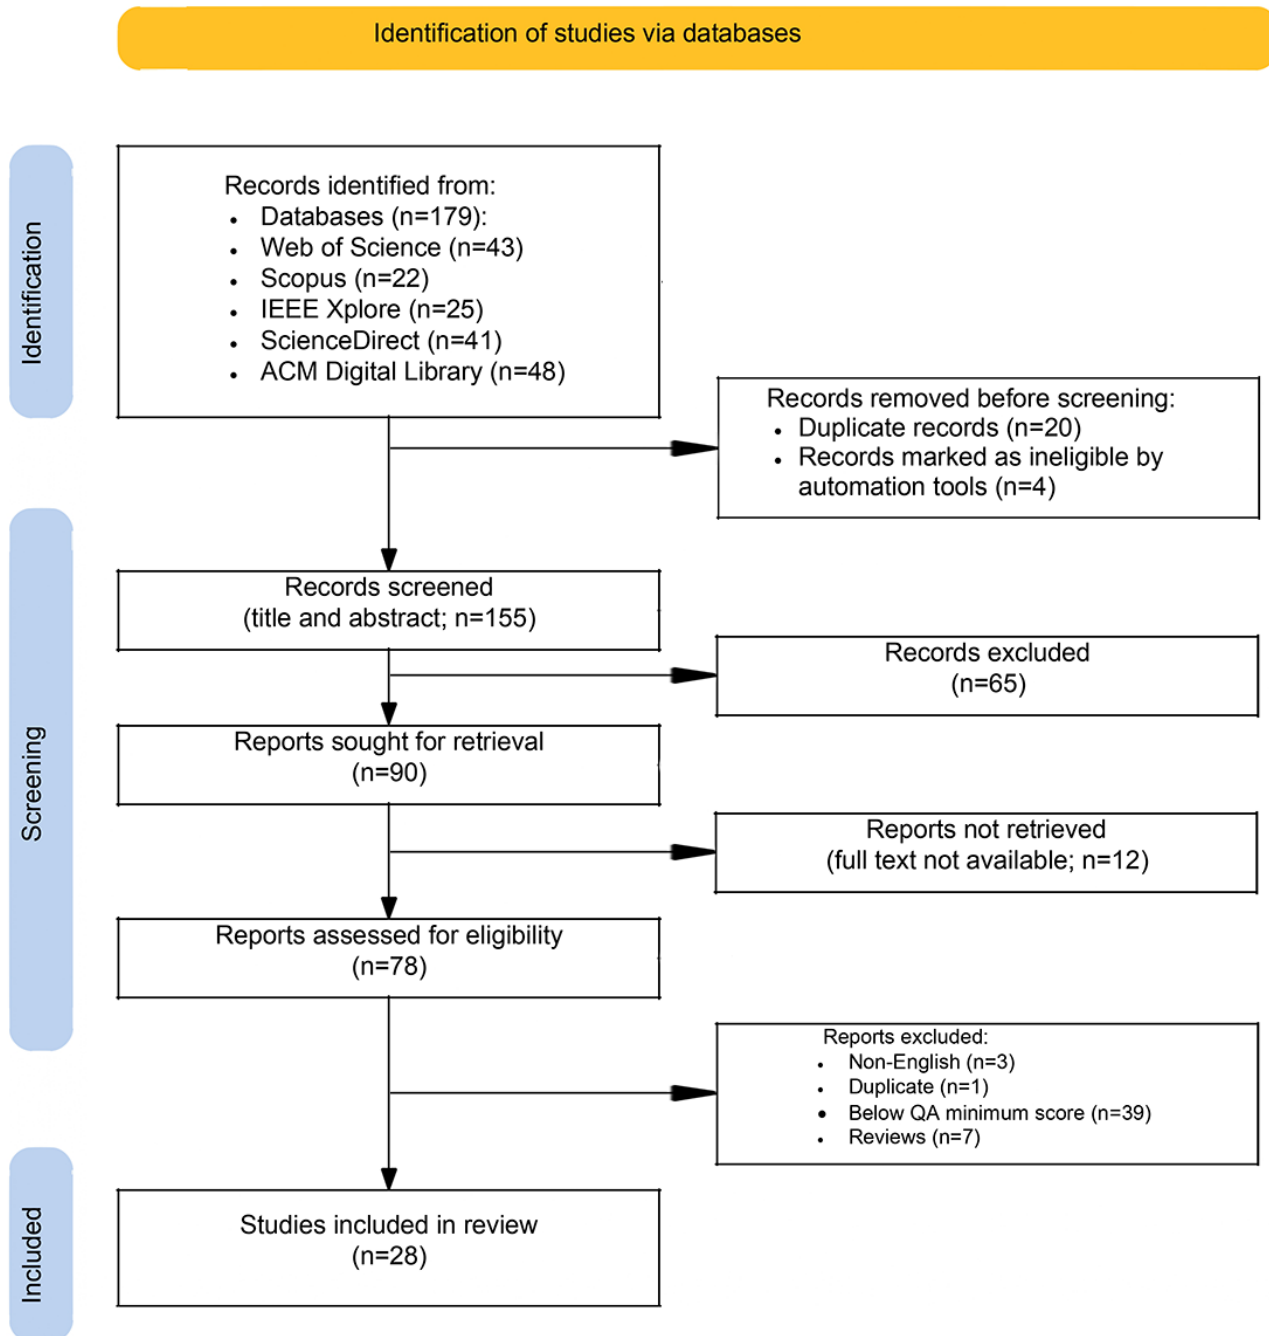 Identification of studies via databases
Identification
Records identified from:
• Databases (n=179):
• Web of Science (n=43)
• Scopus (n=22)
• IEEE Xplore (n=25)
• ScienceDirect (n=41)
• ACM Digital Library (n=48)
Records removed before screening:
• Duplicate records (n=20)
• Records marked as ineligible by
automation tools (n=4)
Screening
Records screened
(title and abstract; n=155)
Records excluded
(n=65)
Reports sought for retrieval
(n=90)
Reports not retrieved
(full text not available; n=12)
Reports assessed for eligibility
(n=78)
Reports excluded:
• Non-English (n=3)
• Duplicate (n=1)
• Below QA minimum score (n=39)
• Reviews (n=7)
Included
Studies included in review
(n=28)